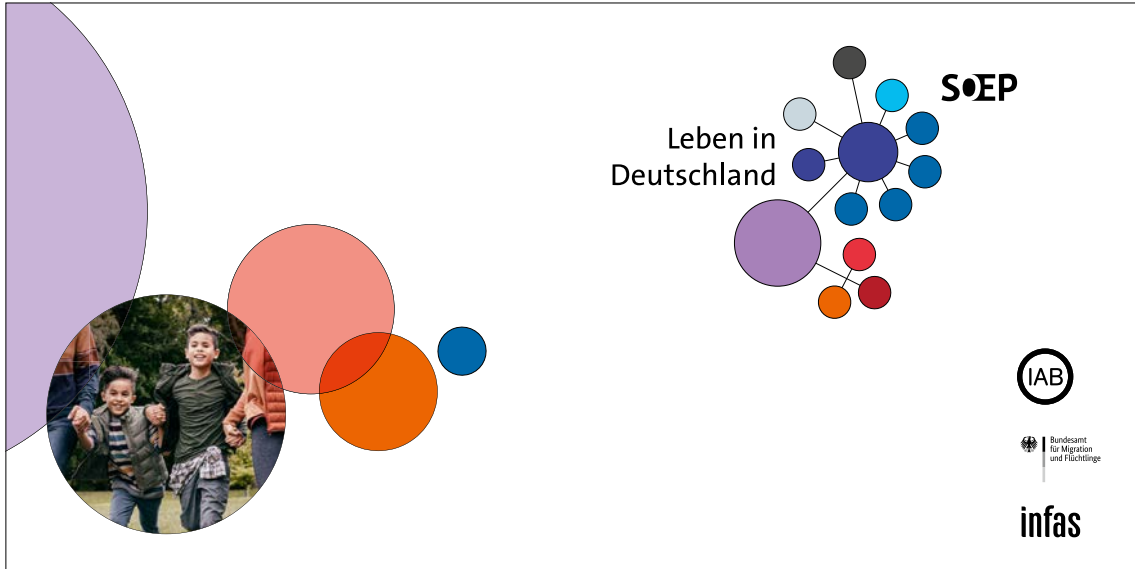 Leben in
Deutschland
SOEP
IAB
Bundesamt
für Migration
und Flüchtlinge
infas